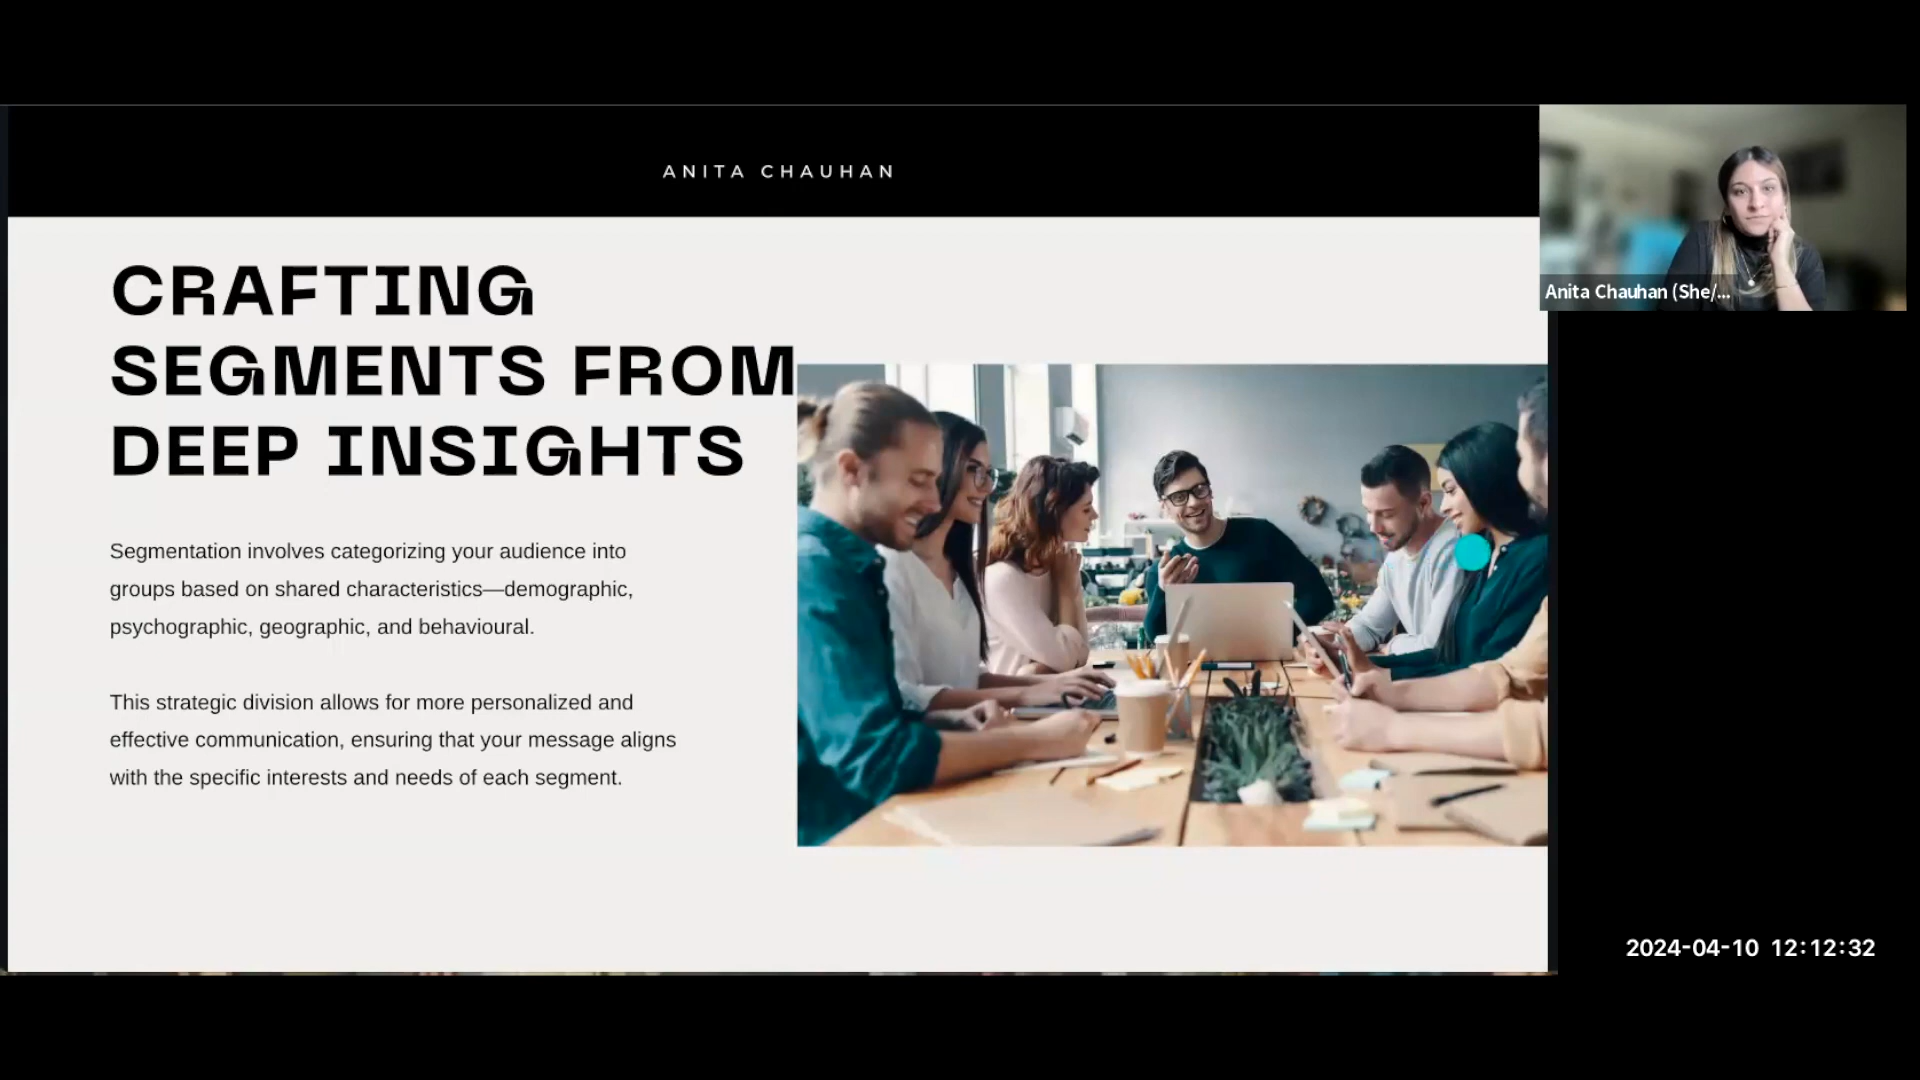 ANITA CHAUHAN
Anita Chauhan (She/...
CRAFTING
SEGMENTS FROM
DEEP INSIGHTS
Segmentation involves categorizing your audience into
groups based on shared characteristics—demographic,
psychographic, geographic, and behavioural.
This strategic division allows for more personalized and
effective communication, ensuring that your message aligns
with the specific interests and needs of each segment.
2024-04-10 12:12:32